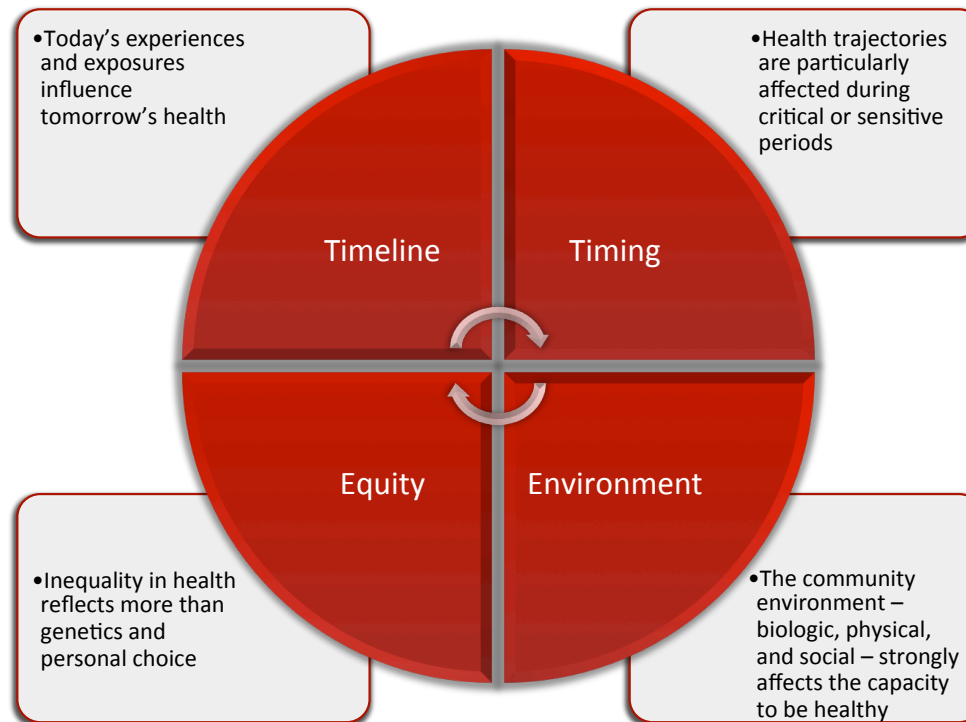 •Today’s experiences
and exposures
influence
tomorrow’s health
•Health trajectories
are particularly
affected during
critical or sensitive
periods
Timeline
Timing
Equity
Environment
•Inequality in health
reflects more than
genetics and
personal choice
•The community
environment –
biologic, physical,
and social – strongly
affects the capacity
to be healthy